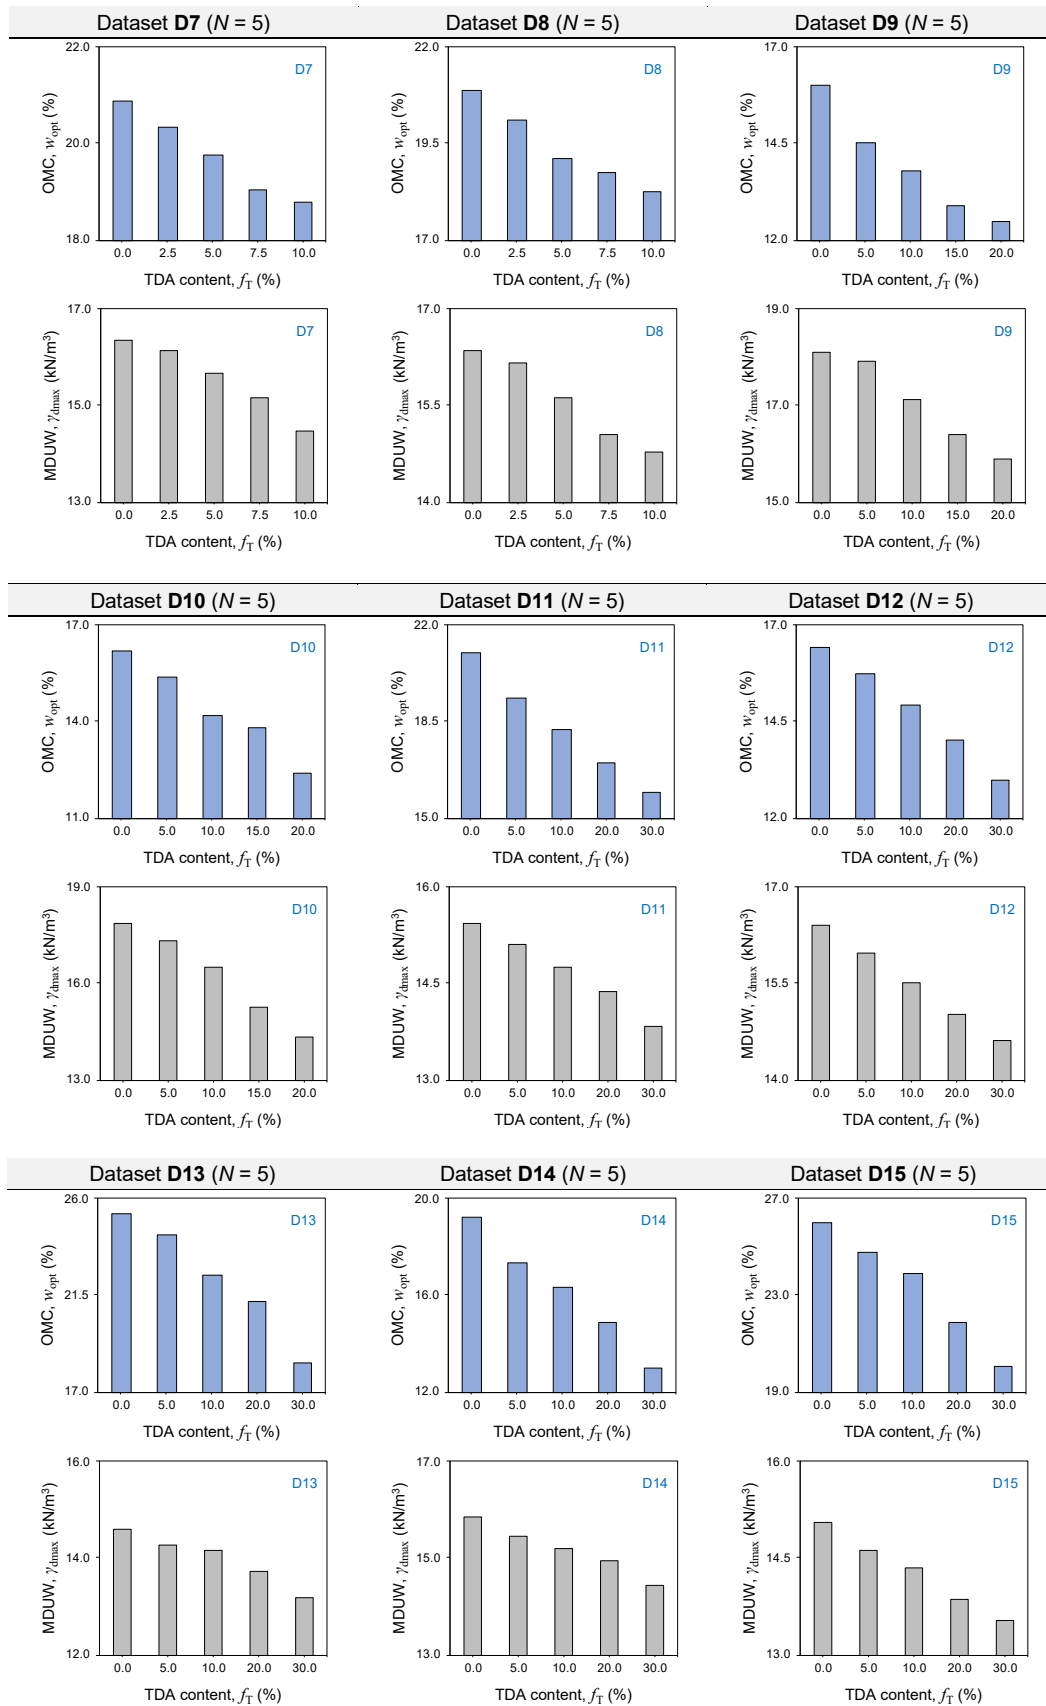 Dataset D7 (N = 5)
Dataset D8 (N = 5)
Dataset D9 (N = 5)
OMC, wopt (%)
22.0
20.0
18.0
D7
0.0 2.5 5.0 7.5 10.0
TDA content, fT (%)
OMC, wopt (%)
22.0
19.5
17.0
D8
0.0 2.5 5.0 7.5 10.0
TDA content, fT (%)
OMC, wopt (%)
17.0
14.5
12.0
D9
0.0 5.0 10.0 15.0 20.0
TDA content, fT (%)
MDUW, γdmax (kN/m³)
17.0
15.0
13.0
D7
0.0 2.5 5.0 7.5 10.0
TDA content, fT (%)
MDUW, γdmax (kN/m³)
17.0
15.5
14.0
D8
0.0 2.5 5.0 7.5 10.0
TDA content, fT (%)
MDUW, γdmax (kN/m³)
19.0
17.0
15.0
D9
0.0 5.0 10.0 15.0 20.0
TDA content, fT (%)
Dataset D10 (N = 5)
Dataset D11 (N = 5)
Dataset D12 (N = 5)
OMC, wopt (%)
17.0
14.0
11.0
D10
0.0 5.0 10.0 15.0 20.0
TDA content, fT (%)
OMC, wopt (%)
22.0
18.5
15.0
D11
0.0 5.0 10.0 20.0 30.0
TDA content, fT (%)
OMC, wopt (%)
17.0
14.5
12.0
D12
0.0 5.0 10.0 20.0 30.0
TDA content, fT (%)
MDUW, γdmax (kN/m³)
19.0
16.0
13.0
D10
0.0 5.0 10.0 15.0 20.0
TDA content, fT (%)
MDUW, γdmax (kN/m³)
16.0
14.5
13.0
D11
0.0 5.0 10.0 20.0 30.0
TDA content, fT (%)
MDUW, γdmax (kN/m³)
17.0
15.5
14.0
D12
0.0 5.0 10.0 20.0 30.0
TDA content, fT (%)
Dataset D13 (N = 5)
Dataset D14 (N = 5)
Dataset D15 (N = 5)
OMC, wopt (%)
26.0
21.5
17.0
D13
0.0 5.0 10.0 20.0 30.0
TDA content, fT (%)
OMC, wopt (%)
20.0
16.0
12.0
D14
0.0 5.0 10.0 20.0 30.0
TDA content, fT (%)
OMC, wopt (%)
27.0
23.0
19.0
D15
0.0 5.0 10.0 20.0 30.0
TDA content, fT (%)
MDUW, γdmax (kN/m³)
16.0
14.0
12.0
D13
0.0 5.0 10.0 20.0 30.0
TDA content, fT (%)
MDUW, γdmax (kN/m³)
17.0
15.0
13.0
D14
0.0 5.0 10.0 20.0 30.0
TDA content, fT (%)
MDUW, γdmax (kN/m³)
16.0
14.5
13.0
D15
0.0 5.0 10.0 20.0 30.0
TDA content, fT (%)